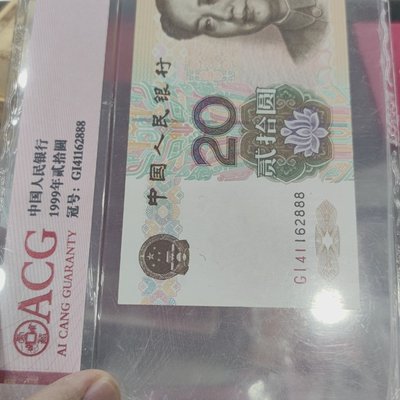 ACG
AI CANG GUARANTY
中国人民银行
1999年贰拾圆
冠号: GI41162888
中国人民银行
20
贰拾圆
GI41162888